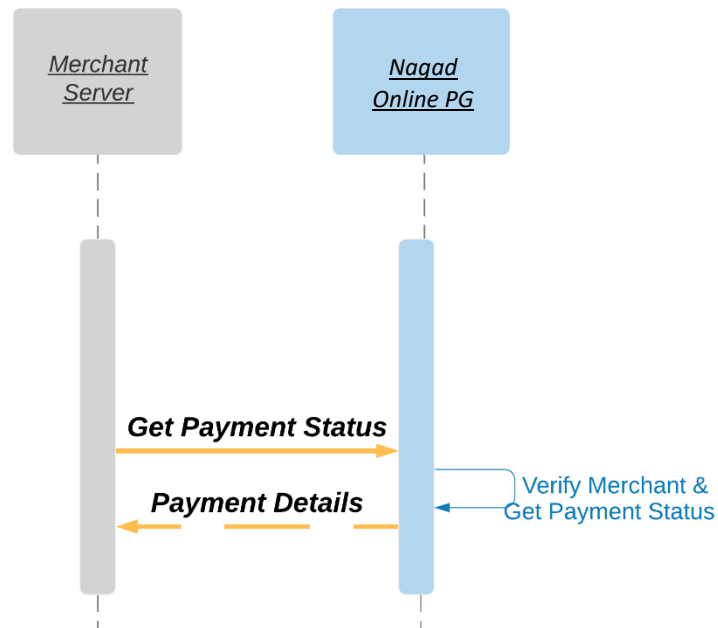 Merchant
Server
Nagad
Online PG
Get Payment Status
Verify Merchant &
Get Payment Status
Payment Details